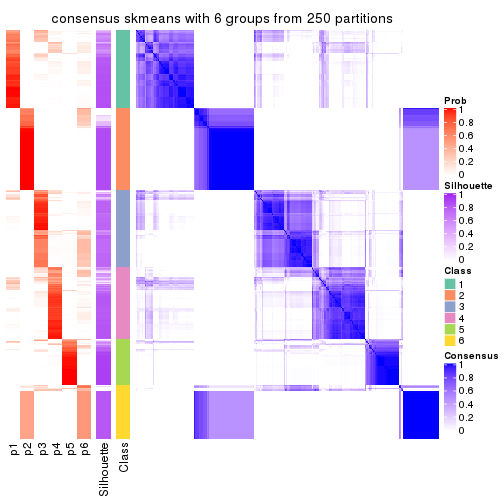 consensus skmeans with 6 groups from 250 partitions
Prob
1
0.8
0.6
0.4
0.2
0
Silhouette
1
0.8
0.6
0.4
0.2
0
Class
1
2
3
4
5
6
Consensus
1
0.8
0.6
0.4
0.2
0
p1
p2
p3
p4
p5
p6
Silhouette
Class